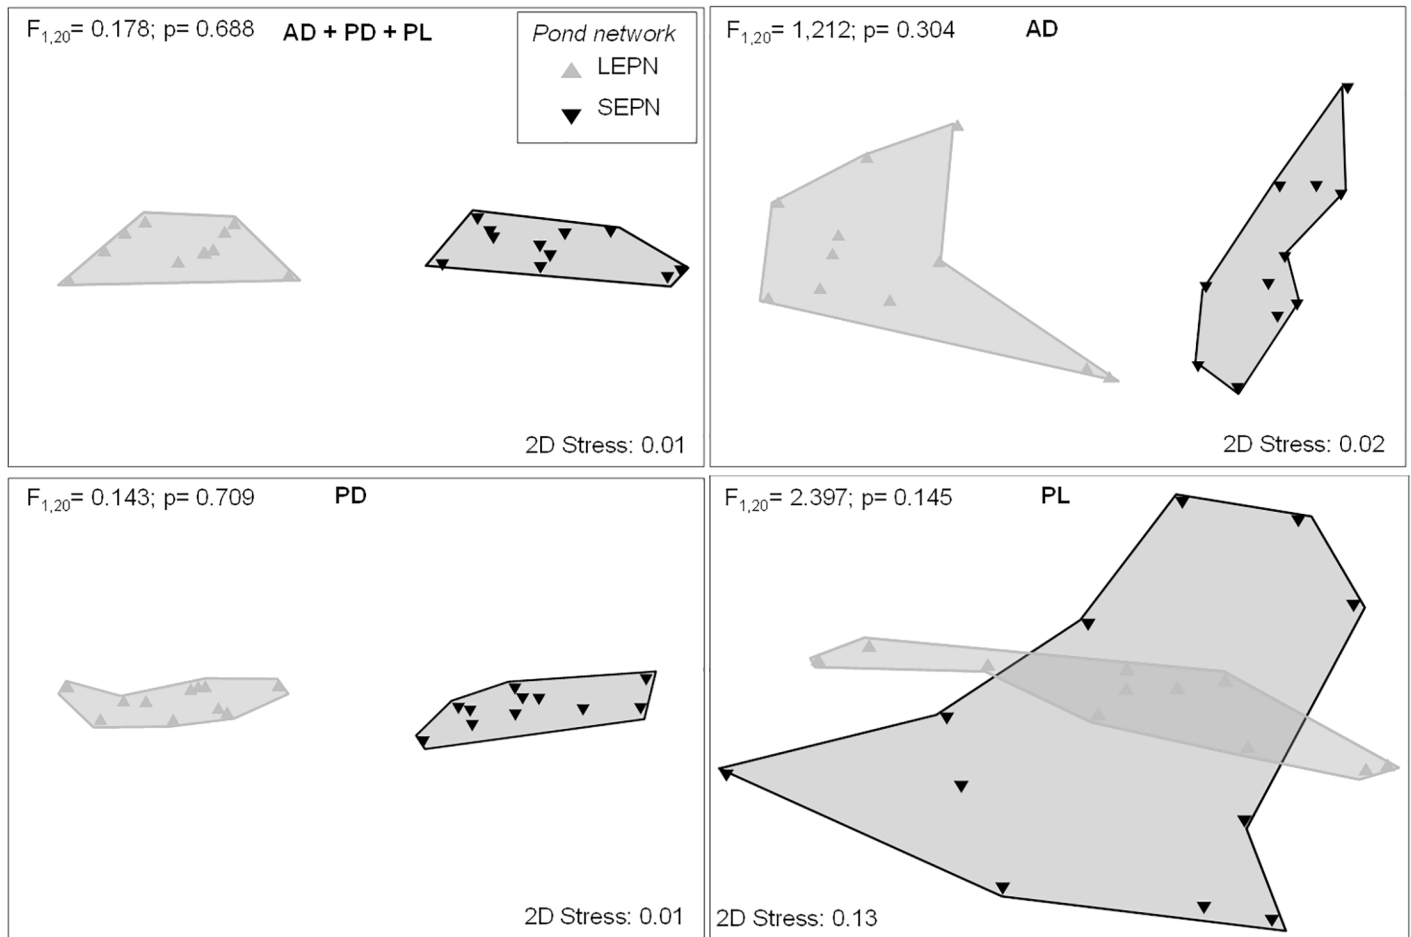 F1,20= 0.178; p= 0.688 AD + PD + PL
Pond network
LEPN
SEPN
2D Stress: 0.01
F1,20= 1,212; p= 0.304 AD
2D Stress: 0.02
F1,20= 0.143; p= 0.709 PD
2D Stress: 0.01
F1,20= 2.397; p= 0.145 PL
2D Stress: 0.13